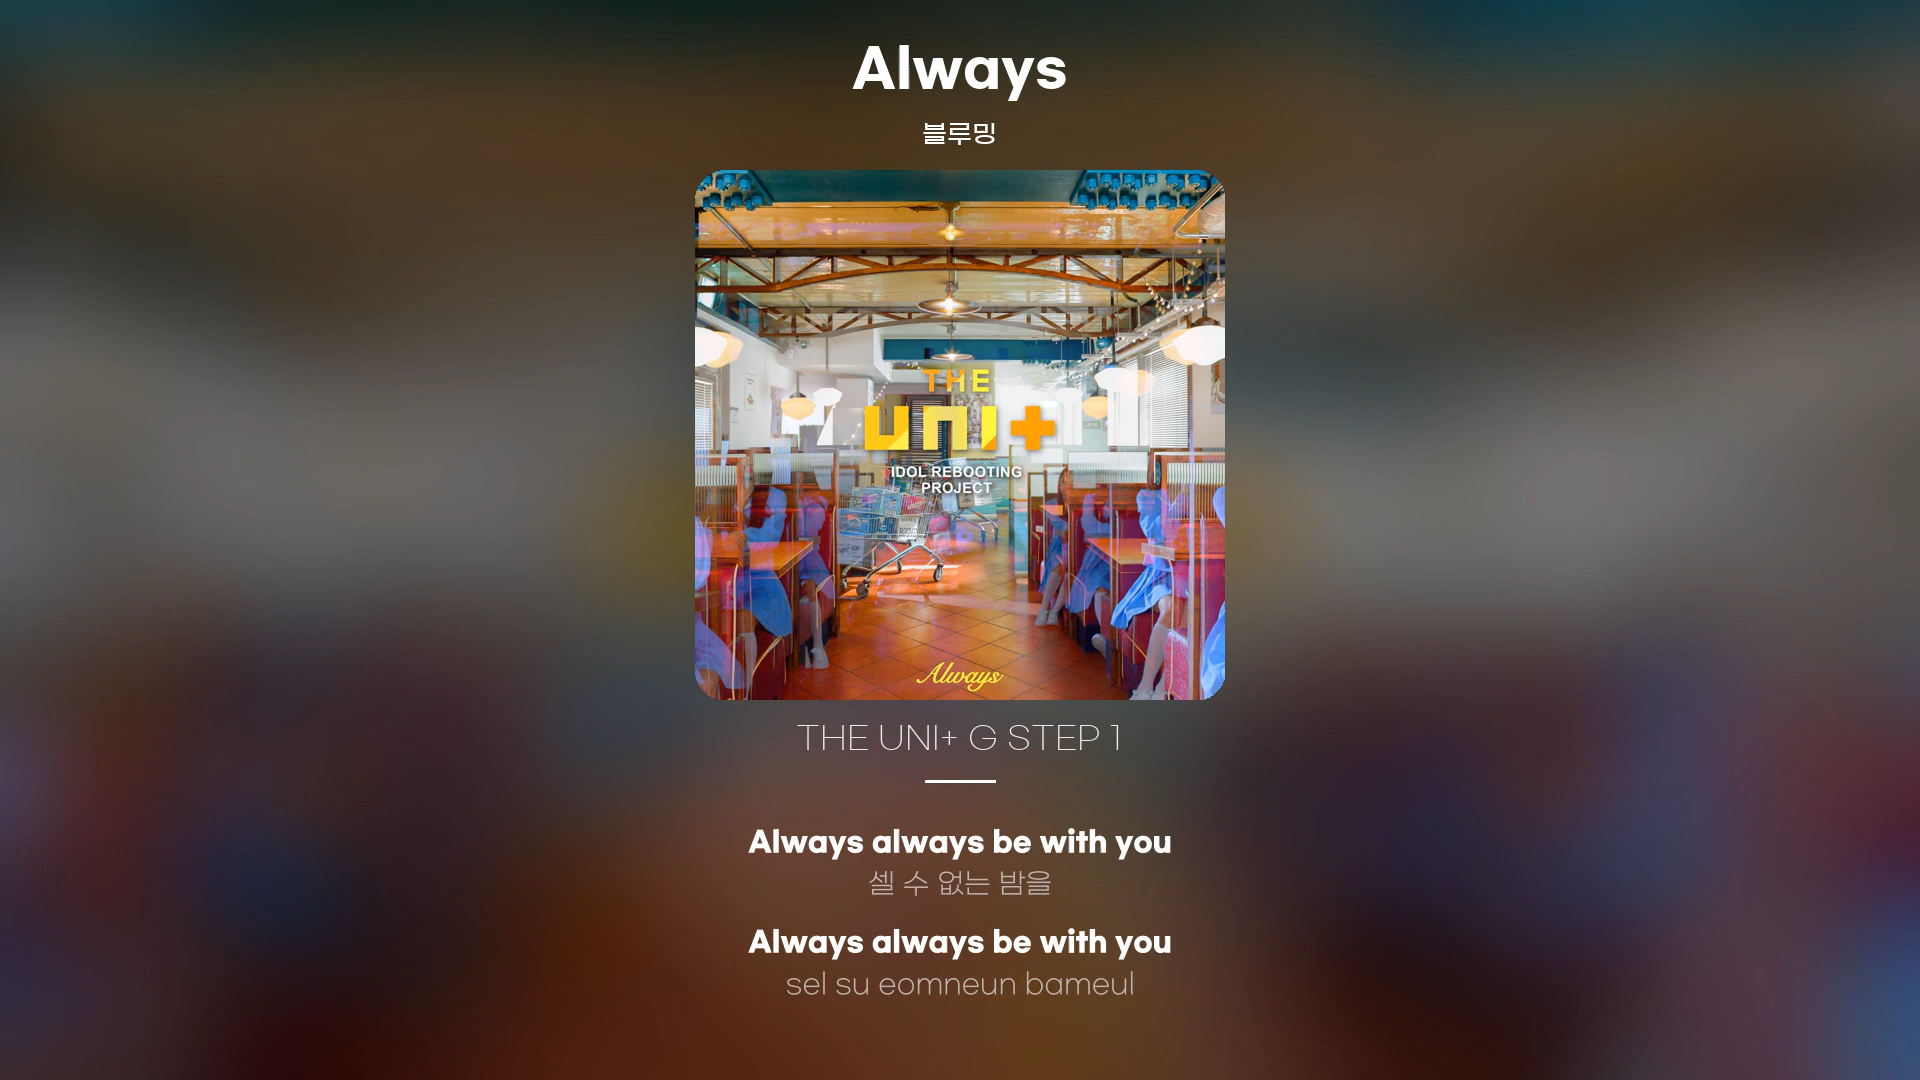 Always
블루밍
THE
UNI+
IDOL REBOOTING
PROJECT
Always
THE UNI+ G STEP 1
Always always be with you
셀 수 없는 밤을
Always always be with you
sel su eomneun bameul